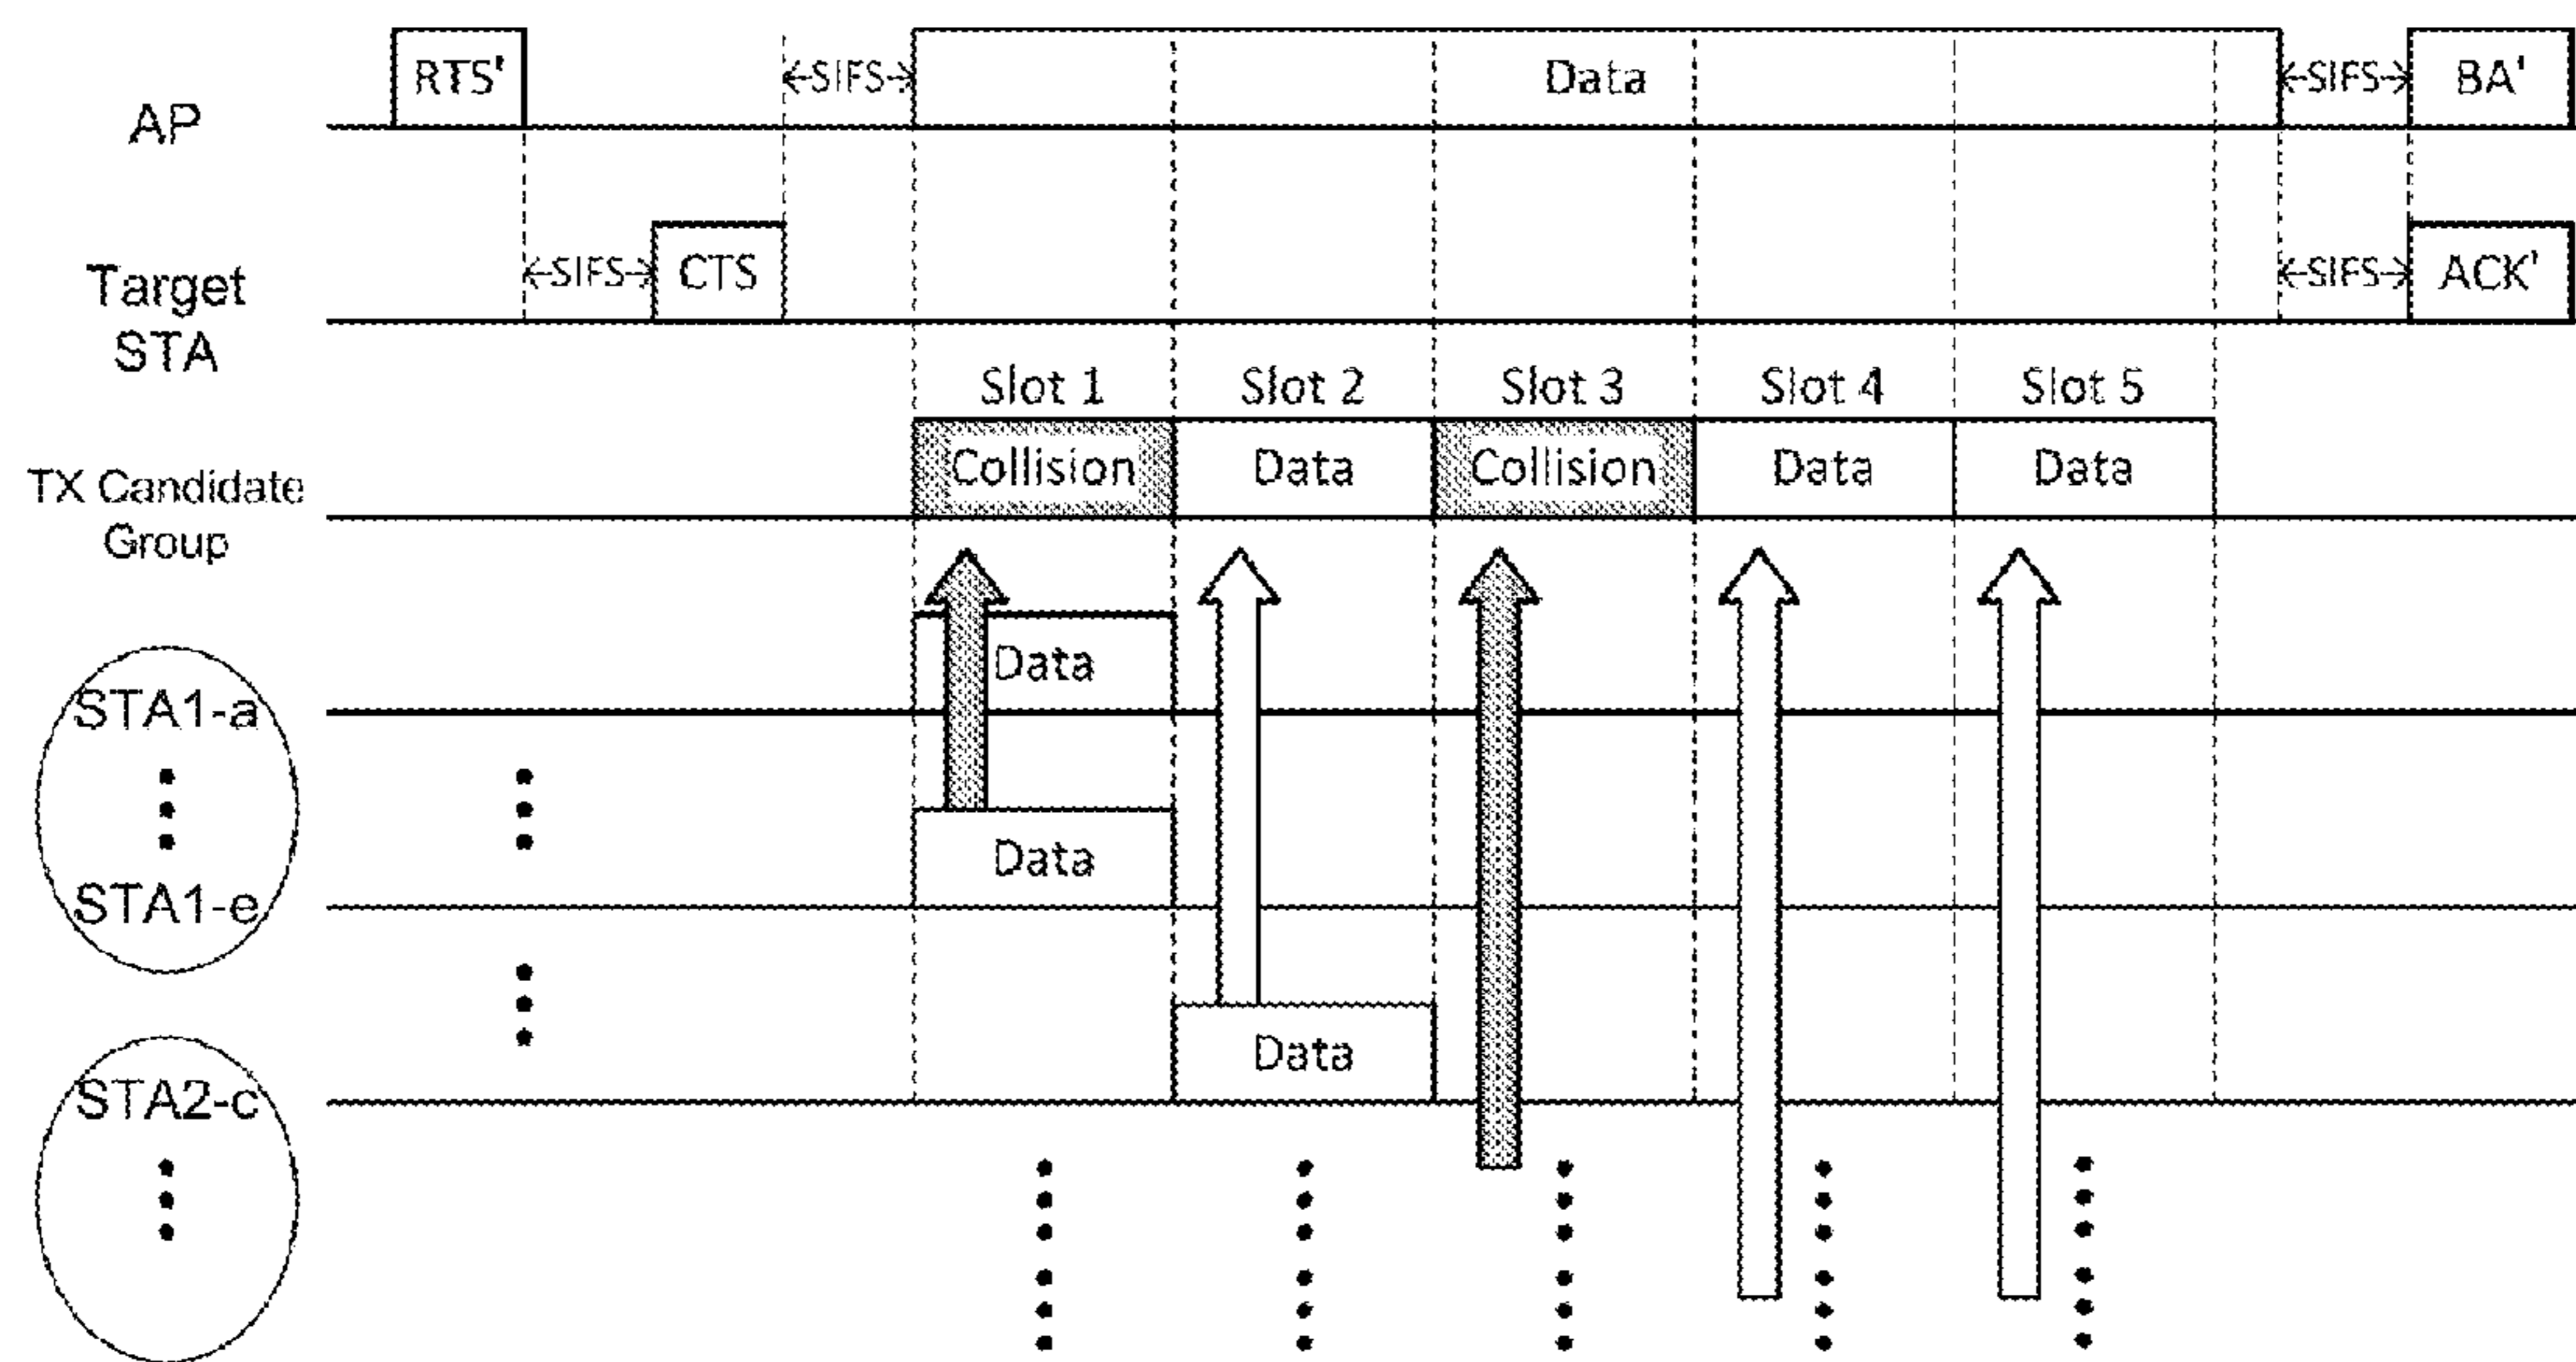 RTS'
SIFS
Data
SIFS
BA'
AP
SIFS
CTS
SIFS
ACK'
Target
STA
Slot 1
Slot 2
Slot 3
Slot 4
Slot 5
Collision
Data
Collision
Data
Data
TX Candidate
Group
Data
STA1-a
Data
STA1-e
Data
STA2-c